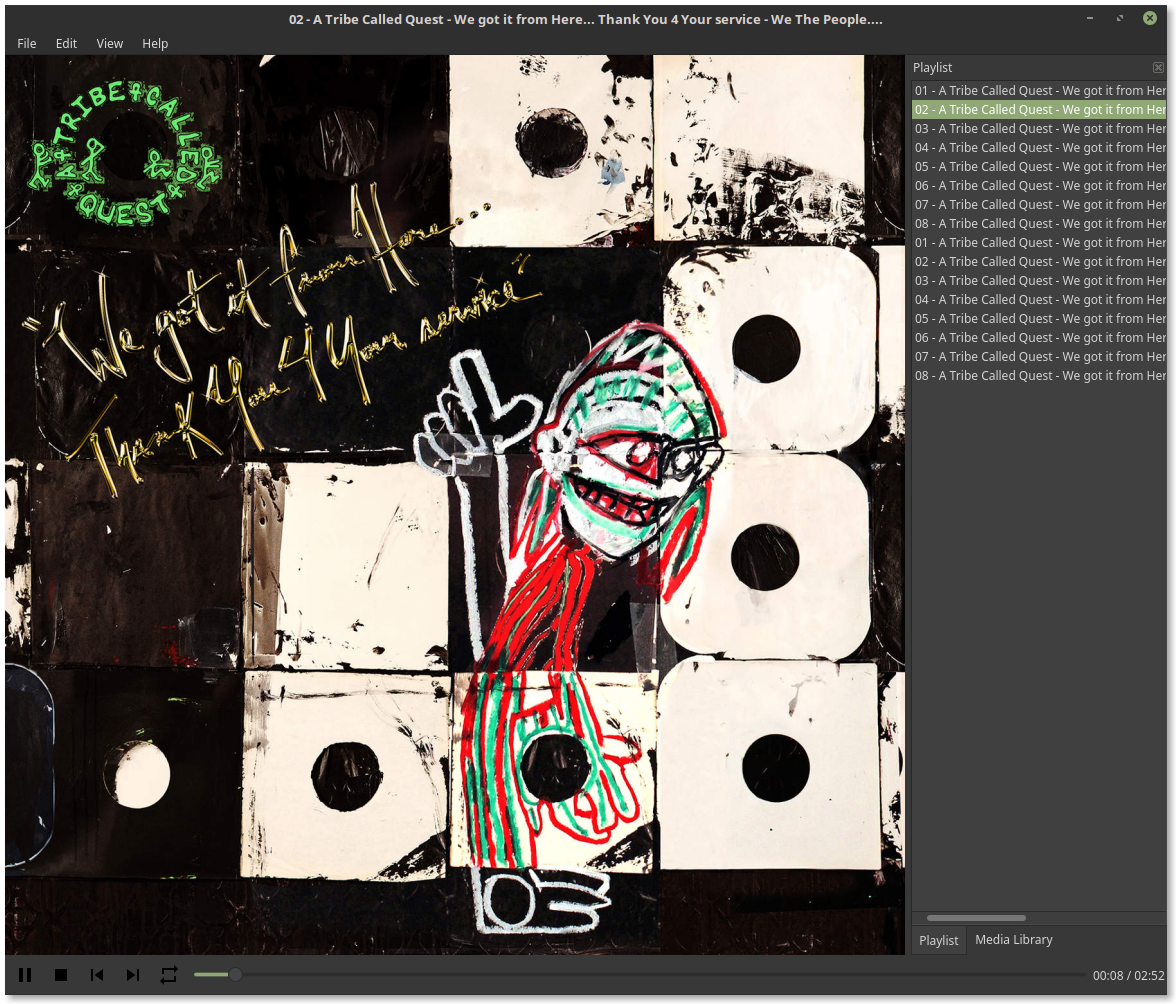 02 - A Tribe Called Quest - We got it from Here... Thank You 4 Your service - We The People....
File Edit View Help
A TRIBE CALLED QUEST
"We got it from Here....
Thank You 4 Your service"
Playlist
01 - A Tribe Called Quest - We got it from Her
02 - A Tribe Called Quest - We got it from Her
03 - A Tribe Called Quest - We got it from Her
04 - A Tribe Called Quest - We got it from Her
05 - A Tribe Called Quest - We got it from Her
06 - A Tribe Called Quest - We got it from Her
07 - A Tribe Called Quest - We got it from Her
08 - A Tribe Called Quest - We got it from Her
01 - A Tribe Called Quest - We got it from Her
02 - A Tribe Called Quest - We got it from Her
03 - A Tribe Called Quest - We got it from Her
04 - A Tribe Called Quest - We got it from Her
05 - A Tribe Called Quest - We got it from Her
06 - A Tribe Called Quest - We got it from Her
07 - A Tribe Called Quest - We got it from Her
08 - A Tribe Called Quest - We got it from Her
Playlist Media Library
00:08 / 02:52